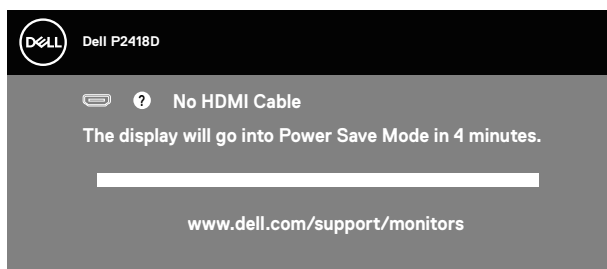 DELL
Dell P2418D
? No HDMI Cable
The display will go into Power Save Mode in 4 minutes.
www.dell.com/support/monitors